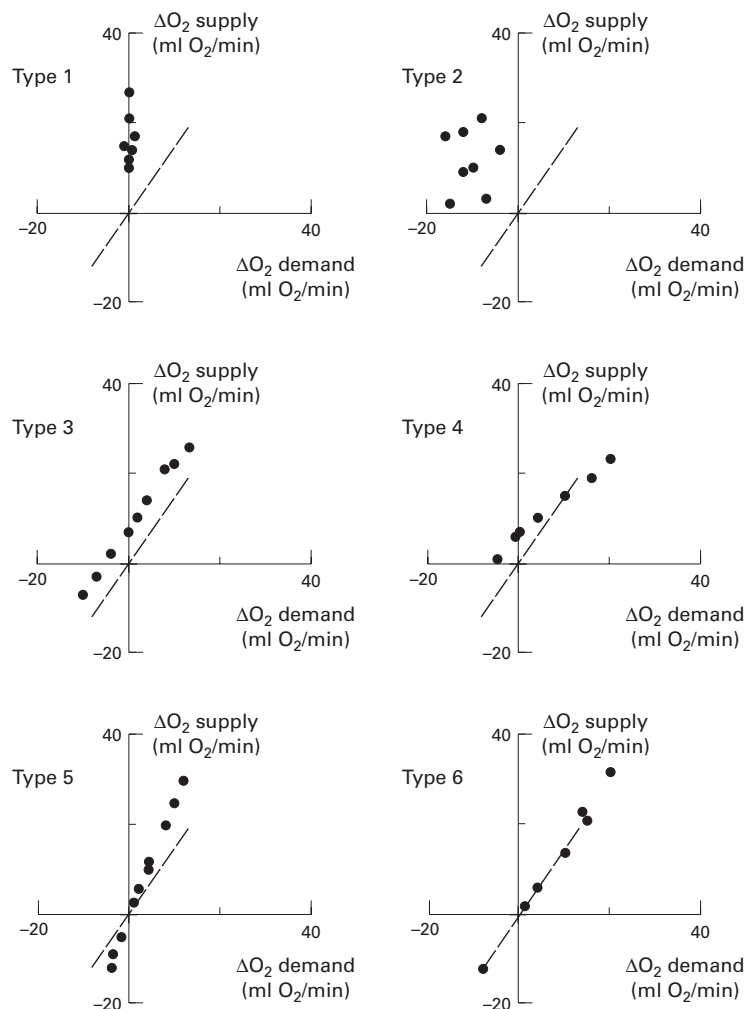 40
ΔO₂ supply
(ml O₂/min)
Type 1
–20
40
ΔO₂ demand
(ml O₂/min)
–20
40
ΔO₂ supply
(ml O₂/min)
Type 2
–20
40
ΔO₂ demand
(ml O₂/min)
–20
40
ΔO₂ supply
(ml O₂/min)
Type 3
–20
40
ΔO₂ demand
(ml O₂/min)
–20
40
ΔO₂ supply
(ml O₂/min)
Type 4
–20
40
ΔO₂ demand
(ml O₂/min)
–20
40
ΔO₂ supply
(ml O₂/min)
Type 5
–20
40
ΔO₂ demand
(ml O₂/min)
–20
40
ΔO₂ supply
(ml O₂/min)
Type 6
–20
40
ΔO₂ demand
(ml O₂/min)
–20